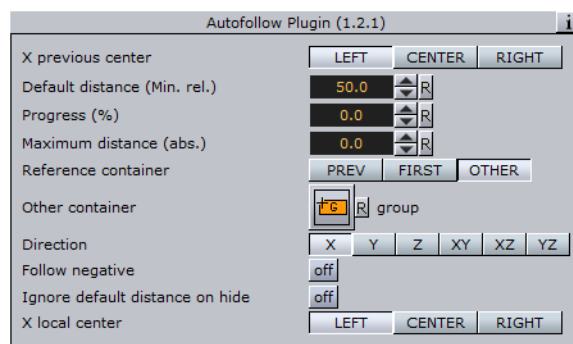 Autofollow Plugin (1.2.1) i
X previous center LEFT CENTER RIGHT
Default distance (Min. rel.) 50.0 R
Progress (%) 0.0 R
Maximum distance (abs.) 0.0 R
Reference container PREV FIRST OTHER
Other container G R group
Direction X Y Z XY XZ YZ
Follow negative off
Ignore default distance on hide off
X local center LEFT CENTER RIGHT